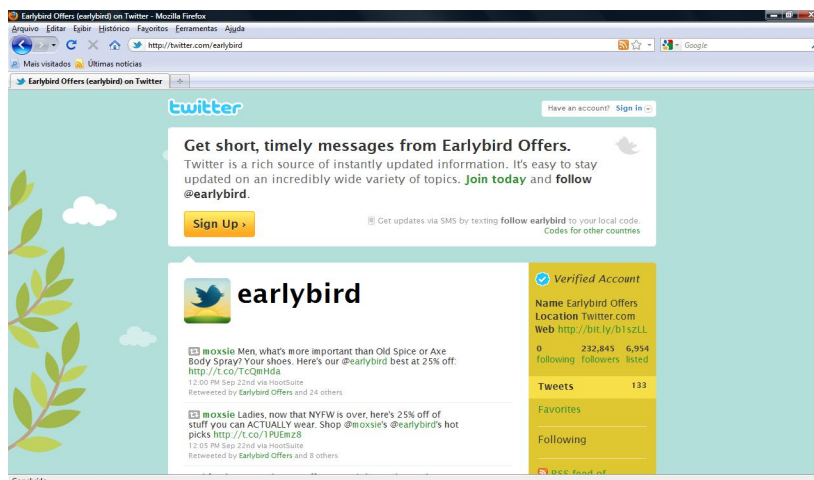 Earlybird Offers (earlybird) on Twitter - Mozilla Firefox
Arquivo Editar Exibir Histórico Favoritos Ferramentas Ajuda
http://twitter.com/earlybird
Google
Mais visitados Últimas notícias
Earlybird Offers (earlybird) on Twitter
twitter
Have an account? Sign in
Get short, timely messages from Earlybird Offers.
Twitter is a rich source of instantly updated information. It's easy to stay
updated on an incredibly wide variety of topics. Join today and follow
@earlybird.
Sign Up ›
Get updates via SMS by texting follow earlybird to your local code.
Codes for other countries
earlybird
moxsie Men, what's more important than Old Spice or Axe
Body Spray? Your shoes. Here's our @earlybird best at 25% off:
http://t.co/TcQmHda
12:00 PM Sep 22nd via HootSuite
Retweeted by Earlybird Offers and 24 others
moxsie Ladies, now that NYFW is over, here's 25% off of
stuff you can ACTUALLY wear. Shop @moxsie's @earlybird's hot
picks http://t.co/1PUEmz8
12:05 PM Sep 22nd via HootSuite
Retweeted by Earlybird Offers and 8 others
Verified Account
Name Earlybird Offers
Location Twitter.com
Web http://bit.ly/b1szLL
0 232,845 6,954
following followers listed
Tweets 133
Favorites
Following
RSS feed of